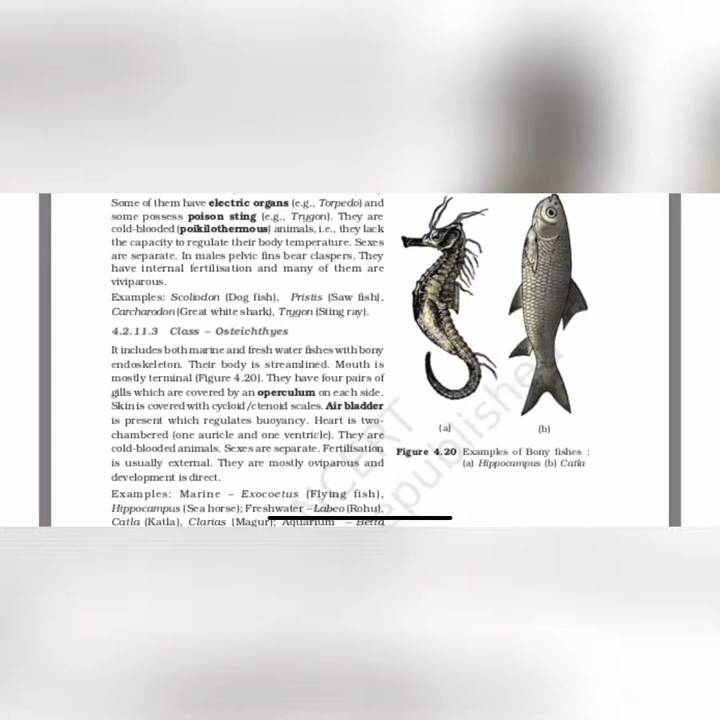 Some of them have electric organs (e.g., Torpedo) and
some possess poison sting (e.g., Trygon). They are
cold-blooded (poikilothermous) animals, i.e., they lack
the capacity to regulate their body temperature. Sexes
are separate. In males pelvic fins bear claspers. They
have internal fertilisation and many of them are
viviparous.
Examples: Scoliodon (Dog fish), Pristis (Saw fish),
Carcharodon (Great white shark), Trygon (Sting ray).
4.2.11.3 Class – Osteichthyes
It includes both marine and fresh water fishes with bony
endoskeleton. Their body is streamlined. Mouth is
mostly terminal (Figure 4.20). They have four pairs of
gills which are covered by an operculum on each side.
Skin is covered with cycloid/ctenoid scales. Air bladder
is present which regulates buoyancy. Heart is two-
chambered (one auricle and one ventricle). They are
cold-blooded animals. Sexes are separate. Fertilisation
is usually external. They are mostly oviparous and
development is direct.
Examples: Marine – Exocoetus (Flying fish),
Hippocampus (Sea horse); Freshwater – Labeo (Rohu),
Catla (Katla), Clarias (Magur); Aquarium – Betta
(a) (b)
Figure 4.20 Examples of Bony fishes :
(a) Hippocampus (b) Catla
NCERT
republished